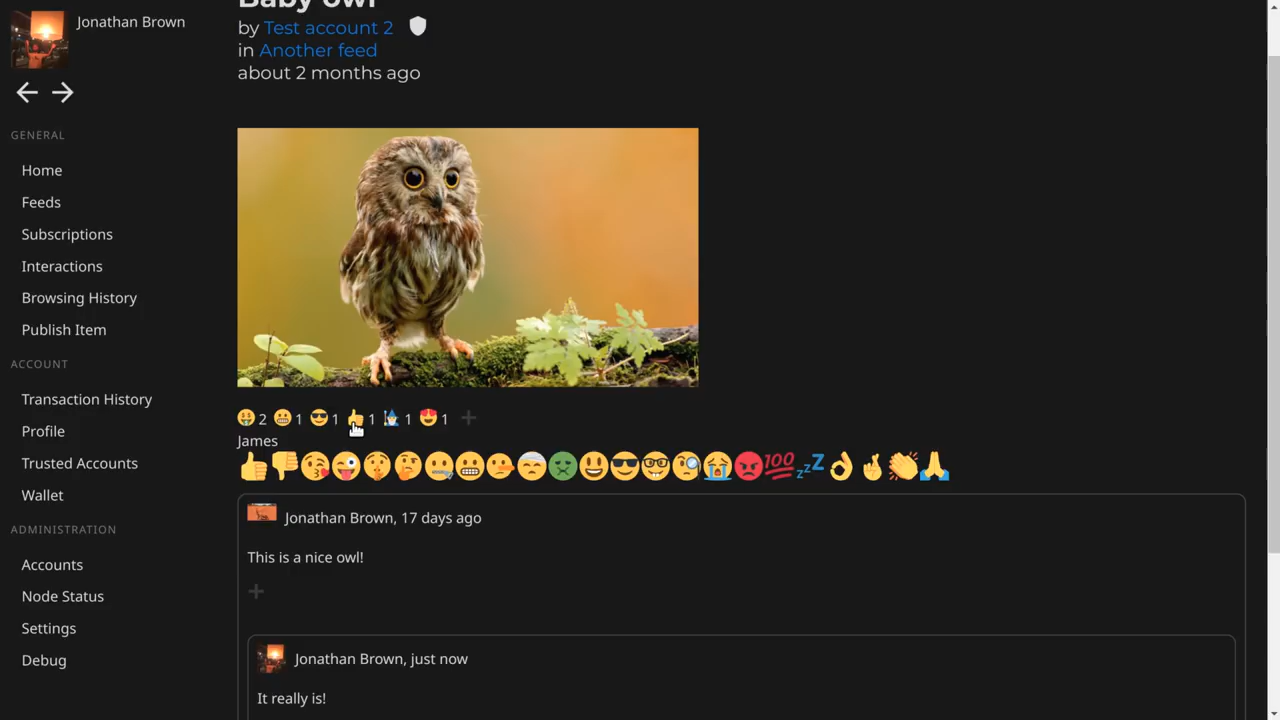 Baby owl
Jonathan Brown
by Test account 2
in Another feed
about 2 months ago
GENERAL
Home
Feeds
Subscriptions
Interactions
Browsing History
Publish Item
ACCOUNT
Transaction History
Profile
Trusted Accounts
Wallet
ADMINISTRATION
Accounts
Node Status
Settings
Debug
2 1 1 1 1 1
James
100 zzZ
Jonathan Brown, 17 days ago
This is a nice owl!
Jonathan Brown, just now
It really is!